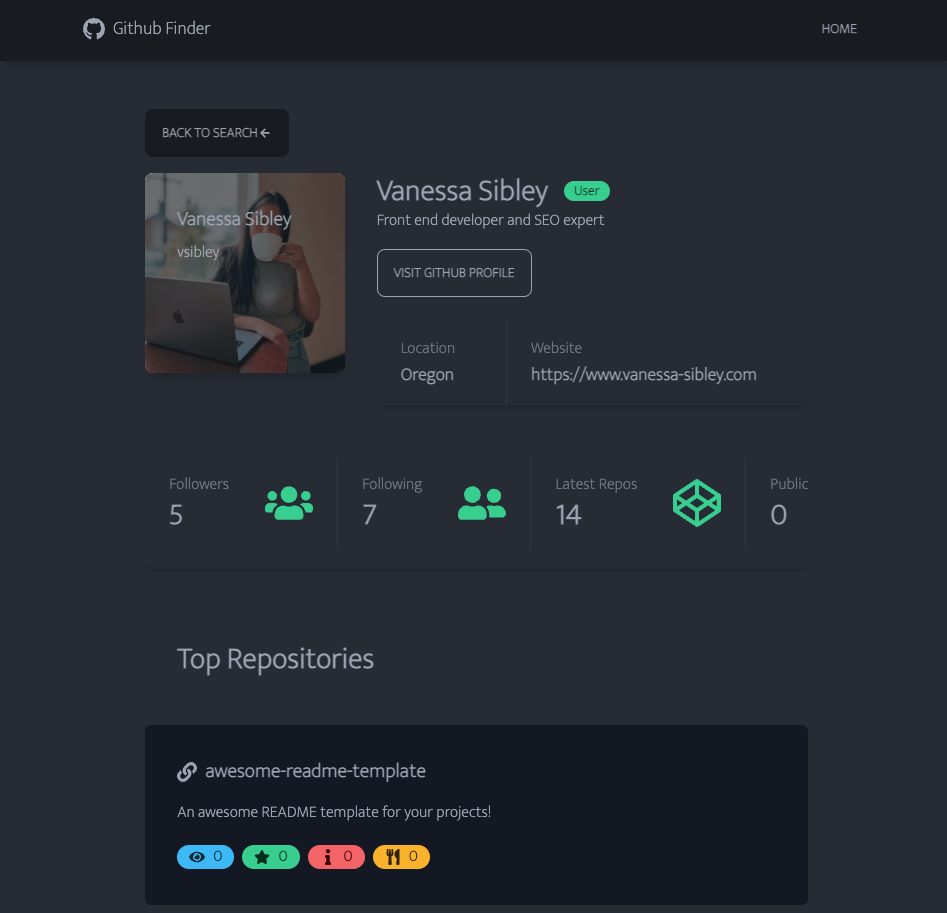 Github Finder
HOME
BACK TO SEARCH
Vanessa Sibley
vsibley
Vanessa Sibley
User
Front end developer and SEO expert
VISIT GITHUB PROFILE
Location
Oregon
Website
https://www.vanessa-sibley.com
Followers
5
Following
7
Latest Repos
14
Public
0
Top Repositories
awesome-readme-template
An awesome README template for your projects!
0
0
0
0